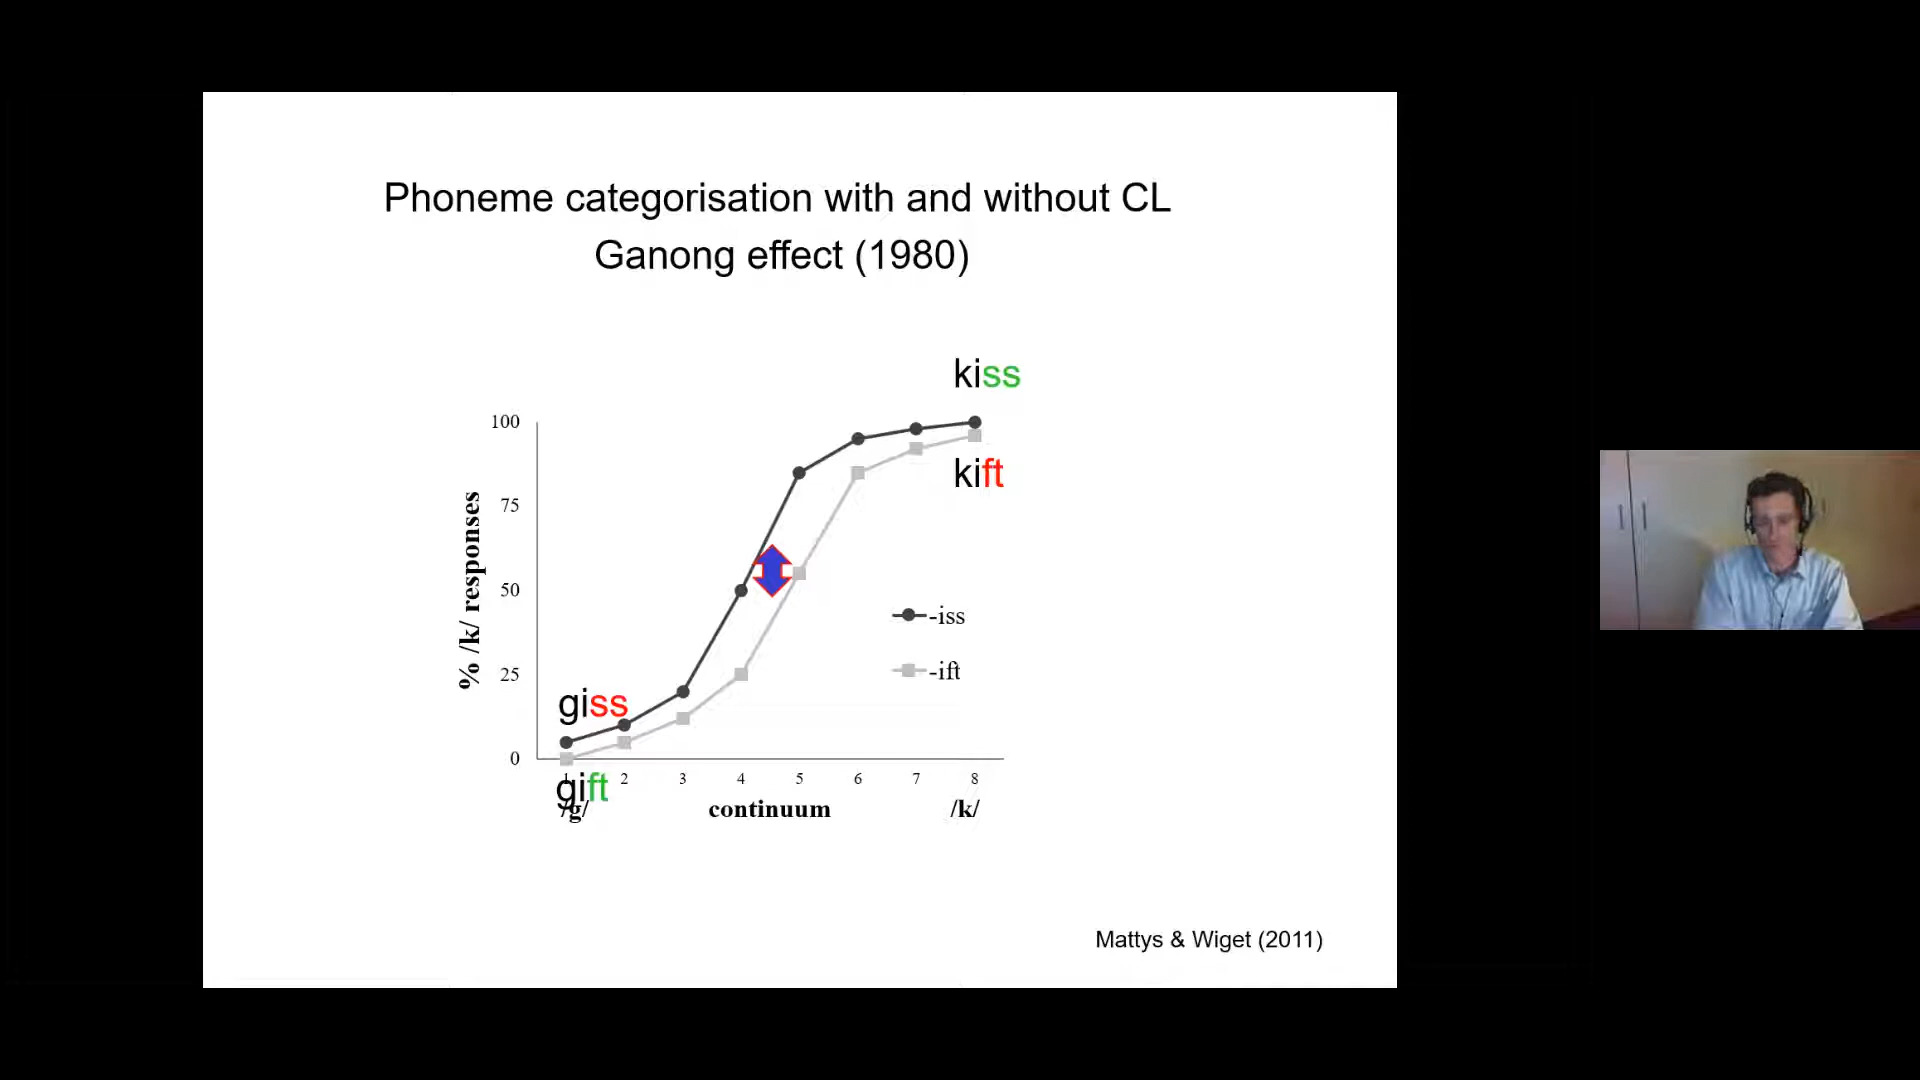 Phoneme categorisation with and without CL
Ganong effect (1980)
kiss
100
kift
75
% /k/ responses
50
-iss
-ift
25
giss
0
1 2 3 4 5 6 7 8
gift
/g/ continuum /k/
Mattys & Wiget (2011)